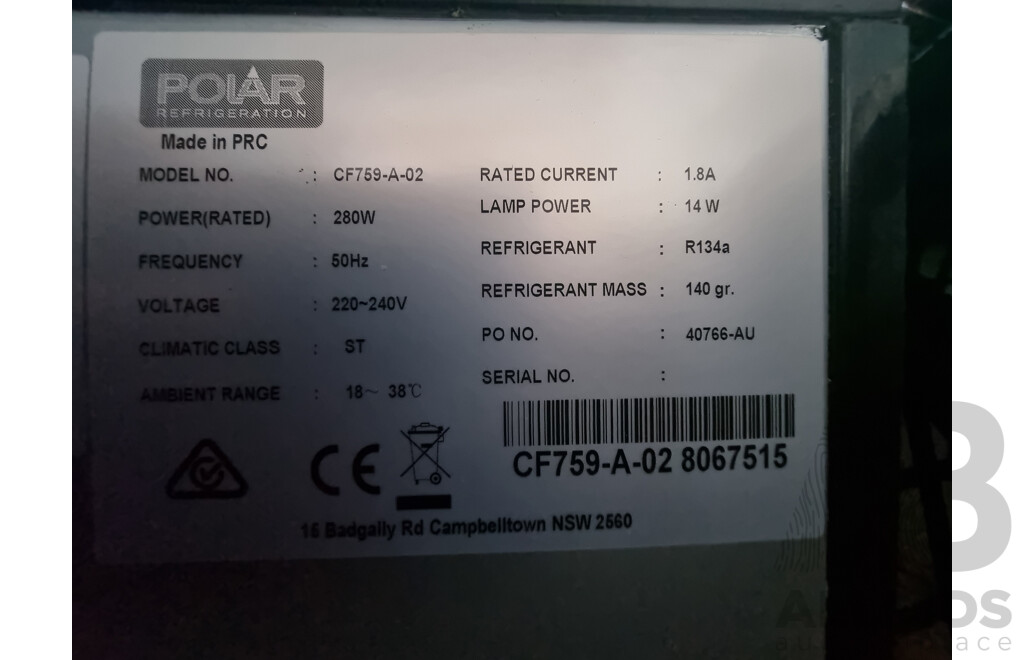 POLAR
REFRIGERATION
Made in PRC
MODEL NO. : CF759-A-02
POWER(RATED) : 280W
FREQUENCY : 50Hz
VOLTAGE : 220~240V
CLIMATIC CLASS : ST
AMBIENT RANGE : 18~ 38℃
RATED CURRENT : 1.8A
LAMP POWER : 14 W
REFRIGERANT : R134a
REFRIGERANT MASS : 140 gr.
PO NO. : 40766-AU
SERIAL NO. :
CF759-A-02 8067515
CE
16 Badgally Rd Campbelltown NSW 2560